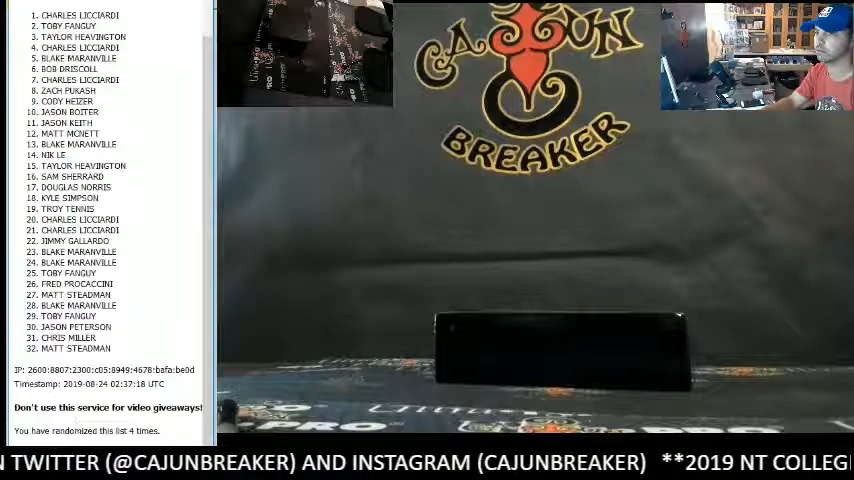 1. CHARLES LICCIARDI
2. TOBY FANGUY
3. TAYLOR HEAVINGTON
4. CHARLES LICCIARDI
5. BLAKE MARANVILLE
6. BOB DRISCOLL
7. CHARLES LICCIARDI
8. ZACH PUKASH
9. CODY HEIZER
10. JASON BOITER
11. JASON KEITH
12. MATT MCNETT
13. BLAKE MARANVILLE
14. NIK LE
15. TAYLOR HEAVINGTON
16. SAM SHERRARD
17. DOUGLAS NORRIS
18. KYLE SIMPSON
19. TROY TENNIS
20. CHARLES LICCIARDI
21. CHARLES LICCIARDI
22. JIMMY GALLARDO
23. BLAKE MARANVILLE
24. BLAKE MARANVILLE
25. TOBY FANGUY
26. FRED PROCACCINI
27. MATT STEADMAN
28. BLAKE MARANVILLE
29. TOBY FANGUY
30. JASON PETERSON
31. CHRIS MILLER
32. MATT STEADMAN
IP: 2600:8807:2300:c05:8949:4678:bafa:be0d
Timestamp: 2019-08-24 02:37:18 UTC
Don't use this service for video giveaways!
You have randomized this list 4 times.
CAJUN
BREAKER
PRO
N TWITTER (@CAJUNBREAKER) AND INSTAGRAM (CAJUNBREAKER) **2019 NT COLLEG